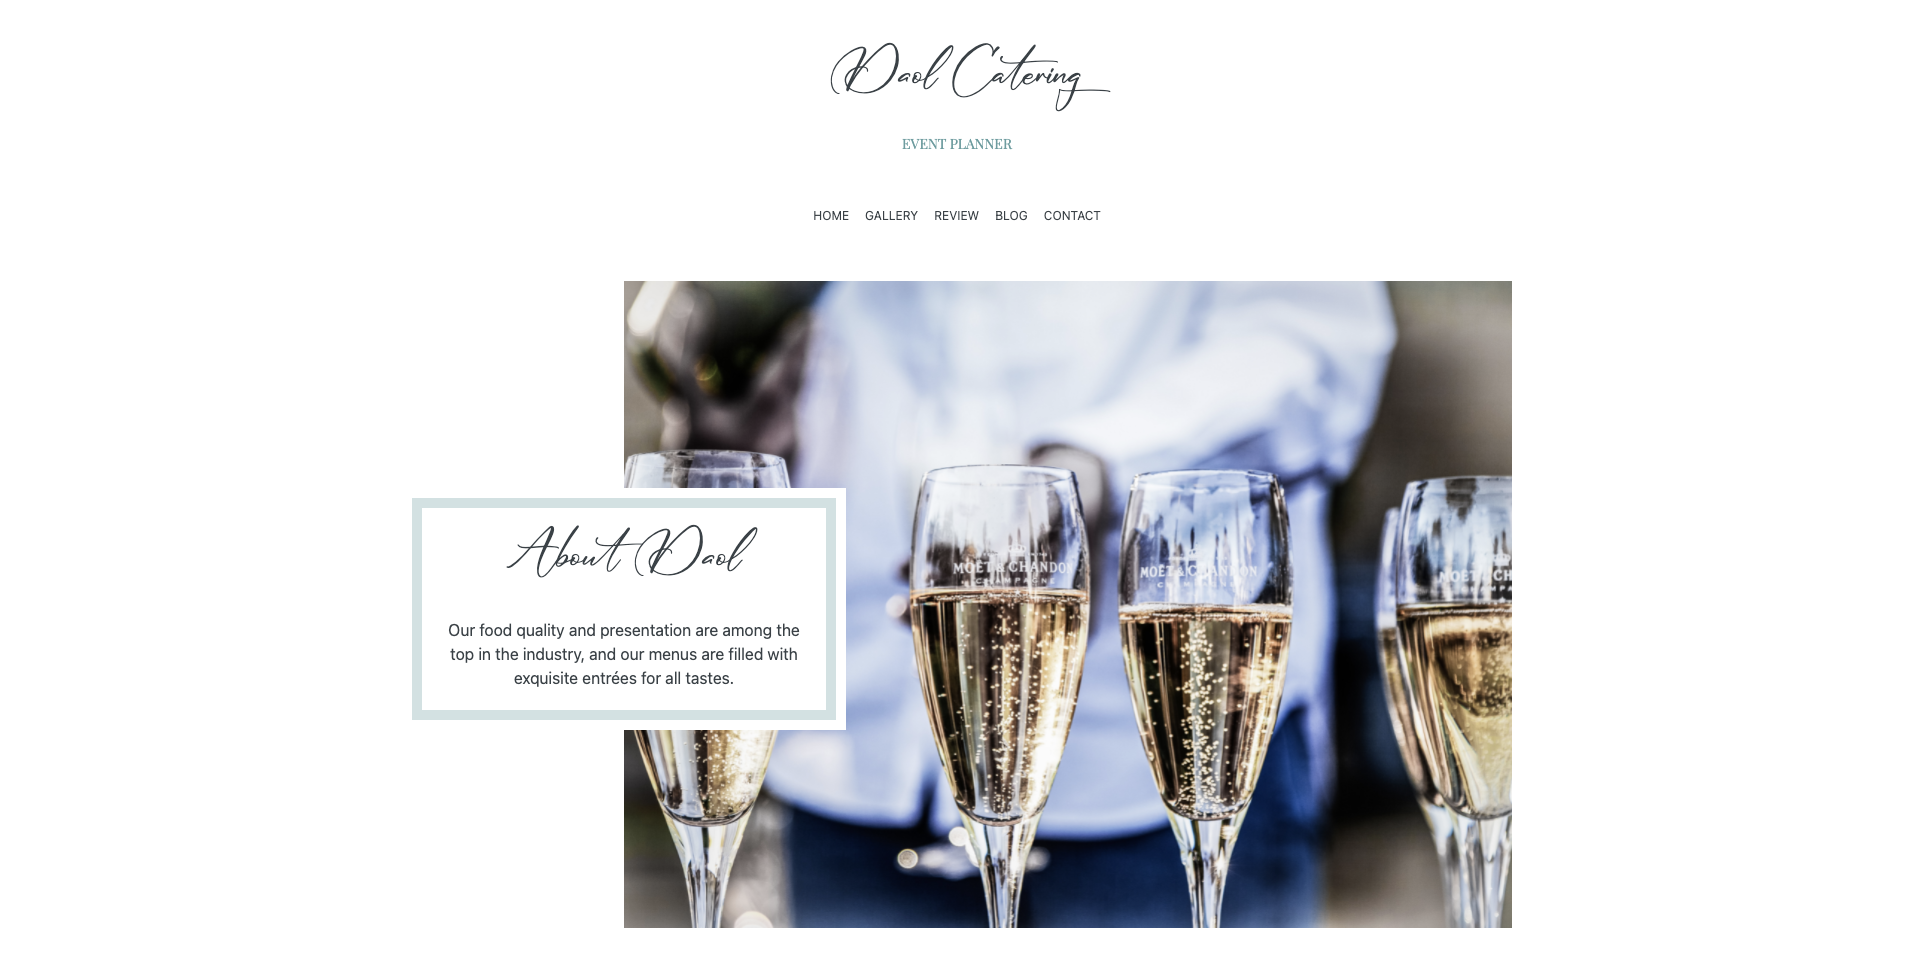 Daol Catering
EVENT PLANNER
HOME GALLERY REVIEW BLOG CONTACT
About Daol
Our food quality and presentation are among the
top in the industry, and our menus are filled with
exquisite entrées for all tastes.
MOËT & CHANDON
CHAMPAGNE
MOËT & CHANDON
CHAMPAGNE
MOËT & CH